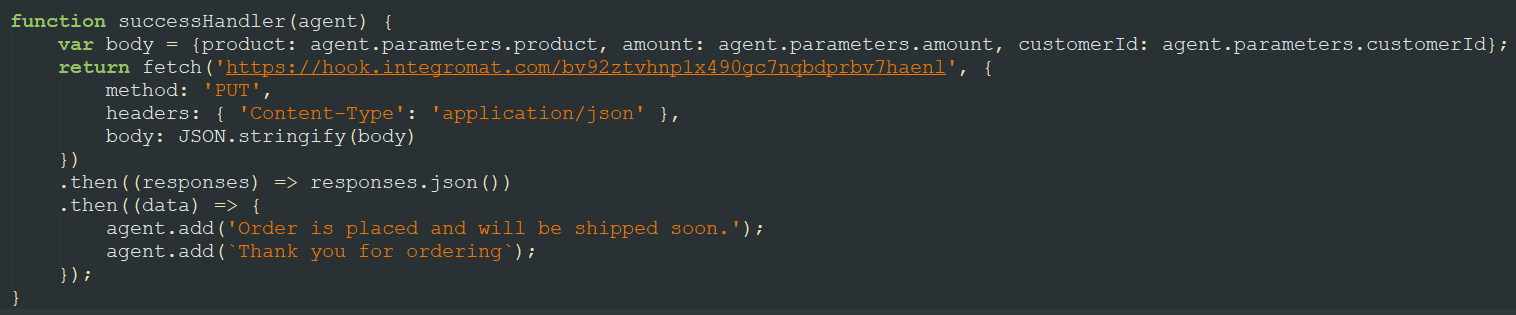 function successHandler(agent) {
    var body = {product: agent.parameters.product, amount: agent.parameters.amount, customerId: agent.parameters.customerId};
    return fetch('https://hook.integromat.com/bv92ztvhnplx490gc7nqbdprbv7haenl', {
        method: 'PUT',
        headers: { 'Content-Type': 'application/json' },
        body: JSON.stringify(body)
    })
    .then((responses) => responses.json())
    .then((data) => {
        agent.add('Order is placed and will be shipped soon.');
        agent.add(`Thank you for ordering`);
    });
}